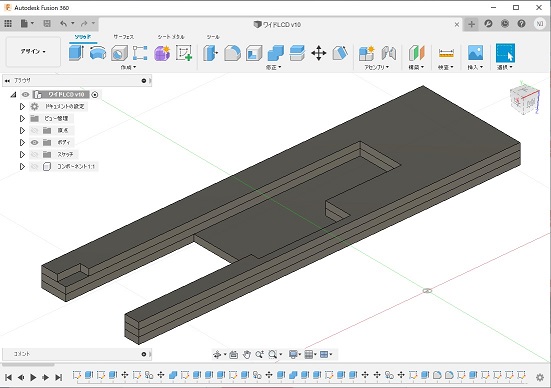 Autodesk Fusion 360
ワイドLCD v10
NJ
ソリッド サーフェス シート メタル ツール
デザイン
作成 修正 アセンブリ 構築 検査 挿入 選択
ブラウザ
ワイドLCD v10
ドキュメントの設定
ビュー管理
原点
ボディ
スケッチ
コンポーネント1:1
コメント